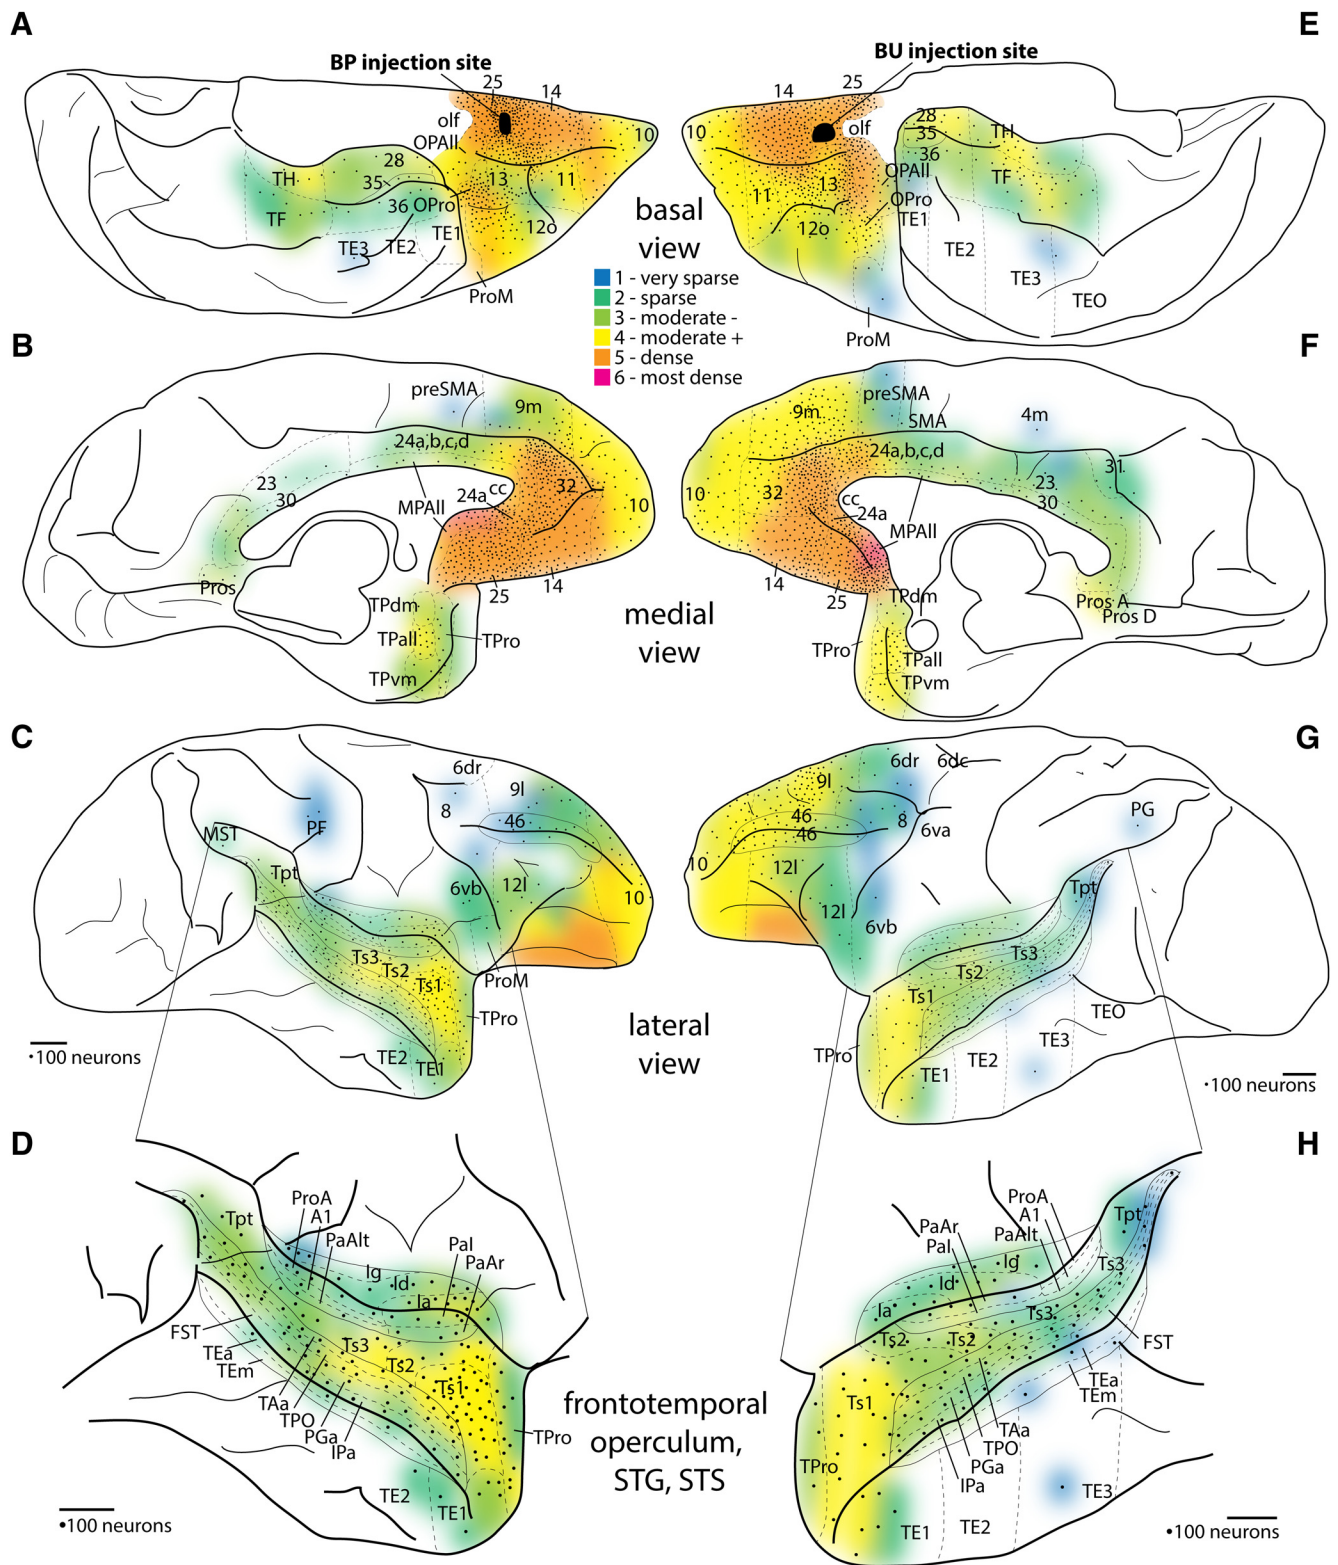 A
E
BP injection site
BU injection site
25
14
olf
OPAll
10
28
TH
35
13
11
36
OPro
TF
12o
TE3
TE2
TE1
ProM
14
25
10
olf
28
35
TH
36
OPAll
TF
11
13
OPro
TE1
12o
TE2
TE3
TEO
ProM
basal
view
1 - very sparse
2 - sparse
3 - moderate -
4 - moderate +
5 - dense
6 - most dense
B
F
preSMA
9m
24a,b,c,d
23
30
24a
cc
32
MPAll
10
Pros
25
14
TPdm
TPall
TPro
TPvm
preSMA
9m
SMA
4m
24a,b,c,d
31
23
30
10
32
cc
24a
MPAll
14
25
TPdm
Pros A
Pros D
TPro
TPall
TPvm
medial
view
C
G
6dr
9l
8
46
MST
PF
Tpt
6vb
12l
10
Ts3
Ts2
Ts1
ProM
TPro
TE2
TE1
•100 neurons
6dr
6dc
9l
46
46
8
6va
PG
10
12l
Tpt
12l
6vb
Ts3
Ts2
Ts1
TEO
TE3
TPro
TE2
TE1
•100 neurons
lateral
view
D
H
ProA
A1
Tpt
PaAlt
PaI
PaAr
Ig
Id
Ia
FST
TEa
TEm
Ts3
Ts2
Ts1
TAa
TPO
PGa
IPa
TPro
TE2
TE1
•100 neurons
ProA
A1
PaAr
PaAlt
PaI
Tpt
Ig
Id
Ts3
Ia
Ts3
Ts2
Ts2
FST
Ts1
TEa
TEm
TAa
TPO
PGa
IPa
TPro
TE3
TE1
TE2
•100 neurons
frontotemporal
operculum,
STG, STS